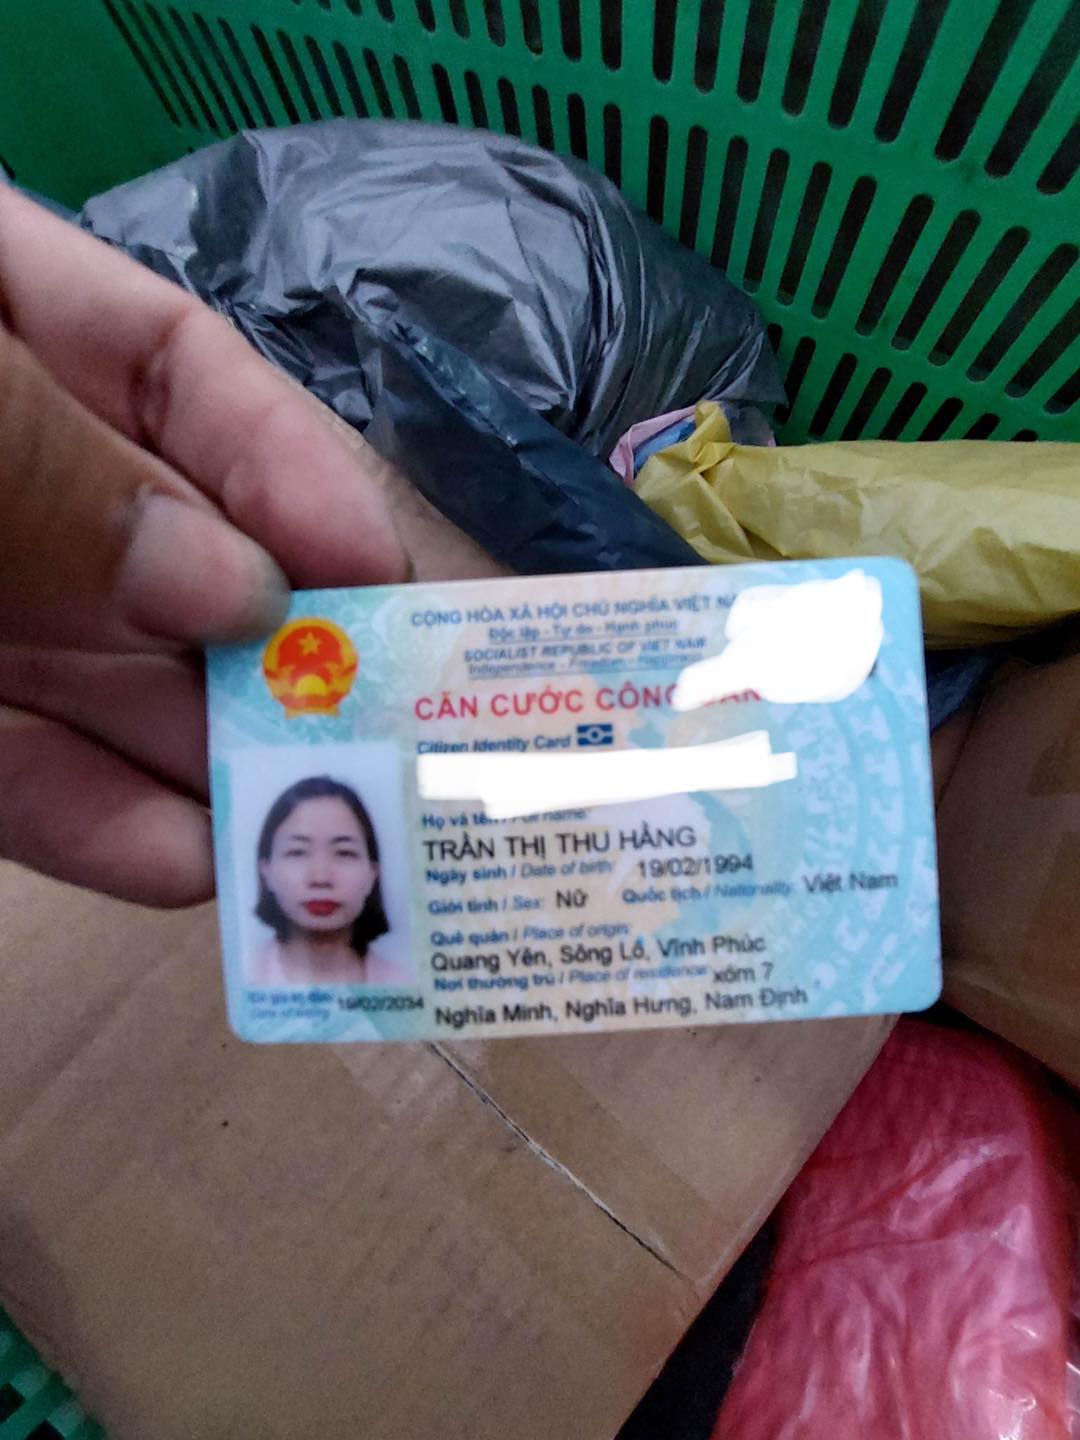 CỘNG HÒA XÃ HỘI CHỦ NGHĨA VIỆT
Độc lập - Tự do - Hạnh phúc
SOCIALIST REPUBLIC OF VIET NAM
Independence - Freedom - Happiness
CĂN CƯỚC CÔNG
Citizen Identity Card
Họ và tên / Full name:
TRẦN THỊ THU HẰNG
Ngày sinh / Date of birth: 19/02/1994
Giới tính / Sex: Nữ Quốc tịch / Nationality: Việt Nam
Quê quán / Place of origin:
Quang Yên, Sông Lô, Vĩnh Phúc
Nơi thường trú / Place of residence: xóm 7
Nghĩa Minh, Nghĩa Hưng, Nam Định
Có giá trị đến: 19/02/2034
Date of expiry